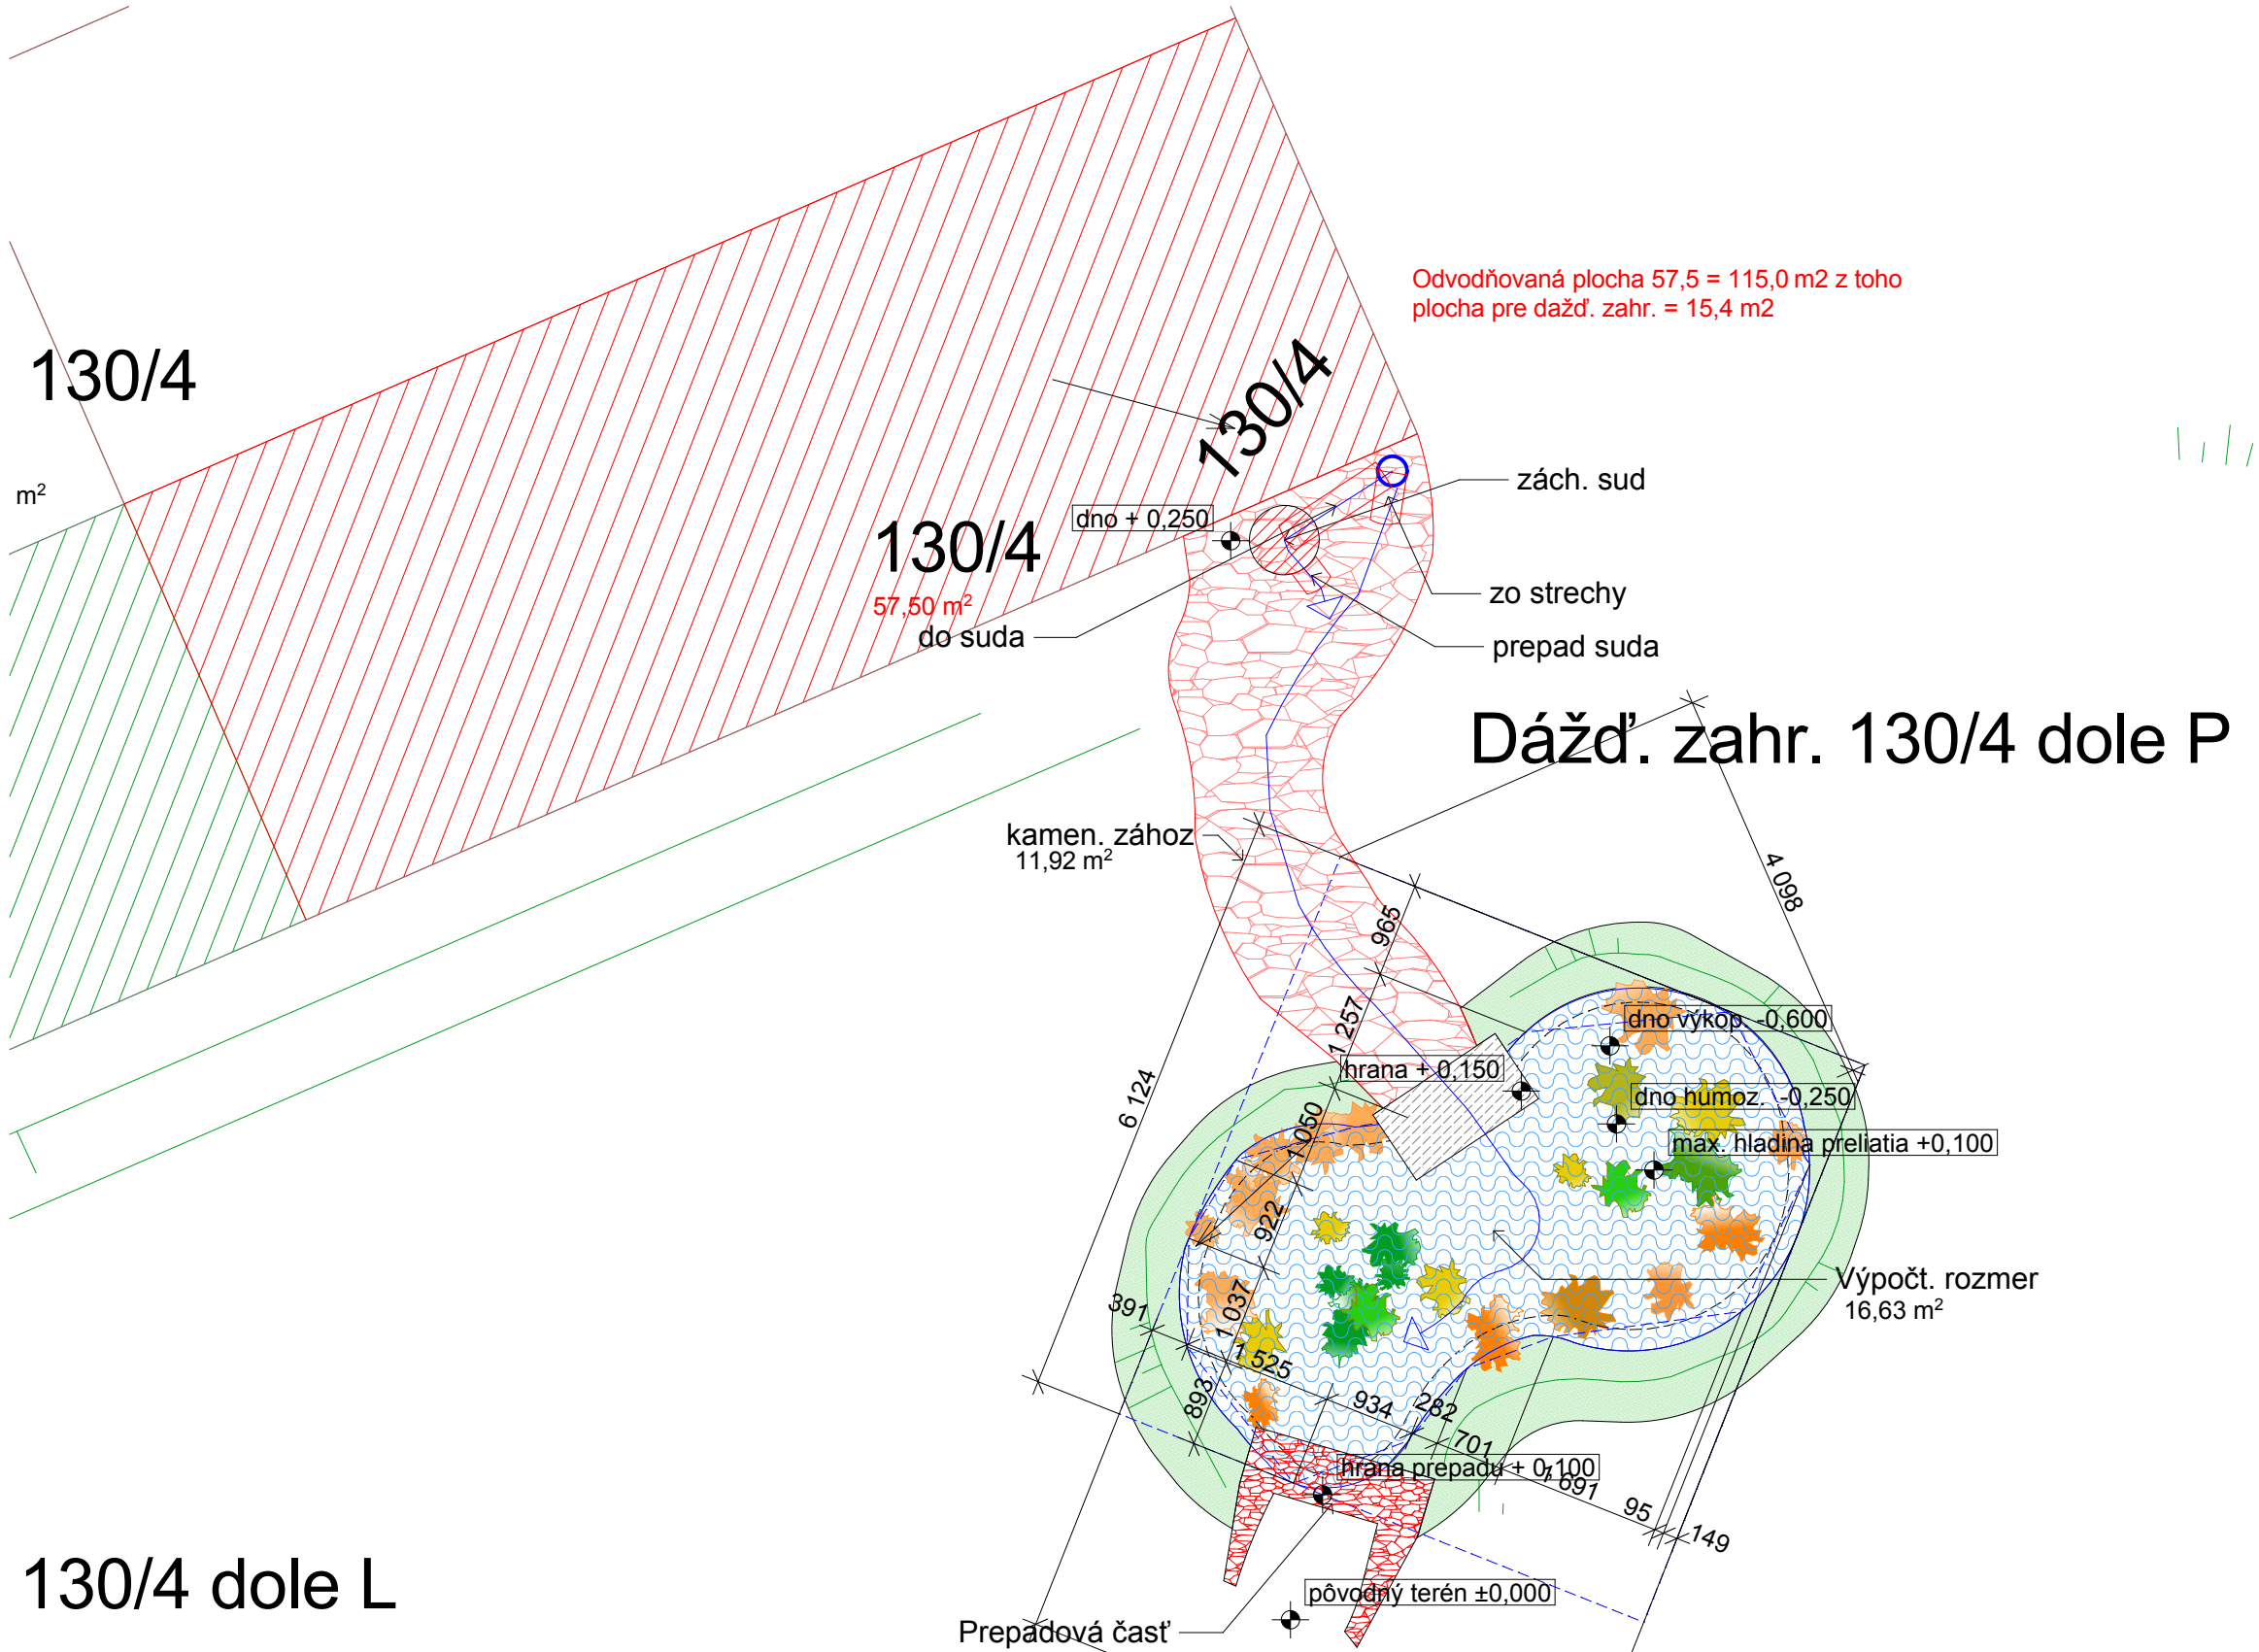 Odvodňovaná plocha 57,5 = 115,0 m2 z toho
plocha pre dažď. zahr. = 15,4 m2
130/4
130/4
m²
zách. sud
dno + 0,250
130/4
57,50 m²
zo strechy
do suda
prepad suda
Dážď. zahr. 130/4 dole P
kamen. zához
11,92 m²
4 098
965
1 257
dno výkop. -0,600
hrana + 0,150
6 124
dno humoz. -0,250
1 050
max. hladina preliatia +0,100
922
Výpočt. rozmer
16,63 m²
391
1 037
1 525
893
934
282
701
hrana prepadu + 0,100
1 691
95
149
130/4 dole L
pôvodný terén ±0,000
Prepadová časť